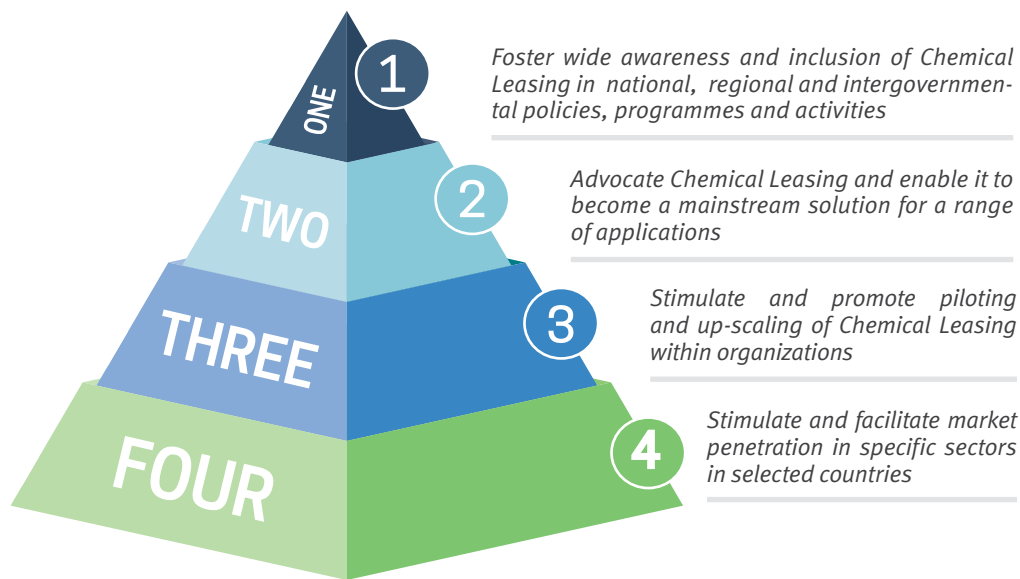 ONE
1
Foster wide awareness and inclusion of Chemical
Leasing in national, regional and intergovernmen-
tal policies, programmes and activities
TWO
2
Advocate Chemical Leasing and enable it to
become a mainstream solution for a range
of applications
THREE
3
Stimulate and promote piloting
and up-scaling of Chemical Leasing
within organizations
FOUR
4
Stimulate and facilitate market
penetration in specific sectors
in selected countries